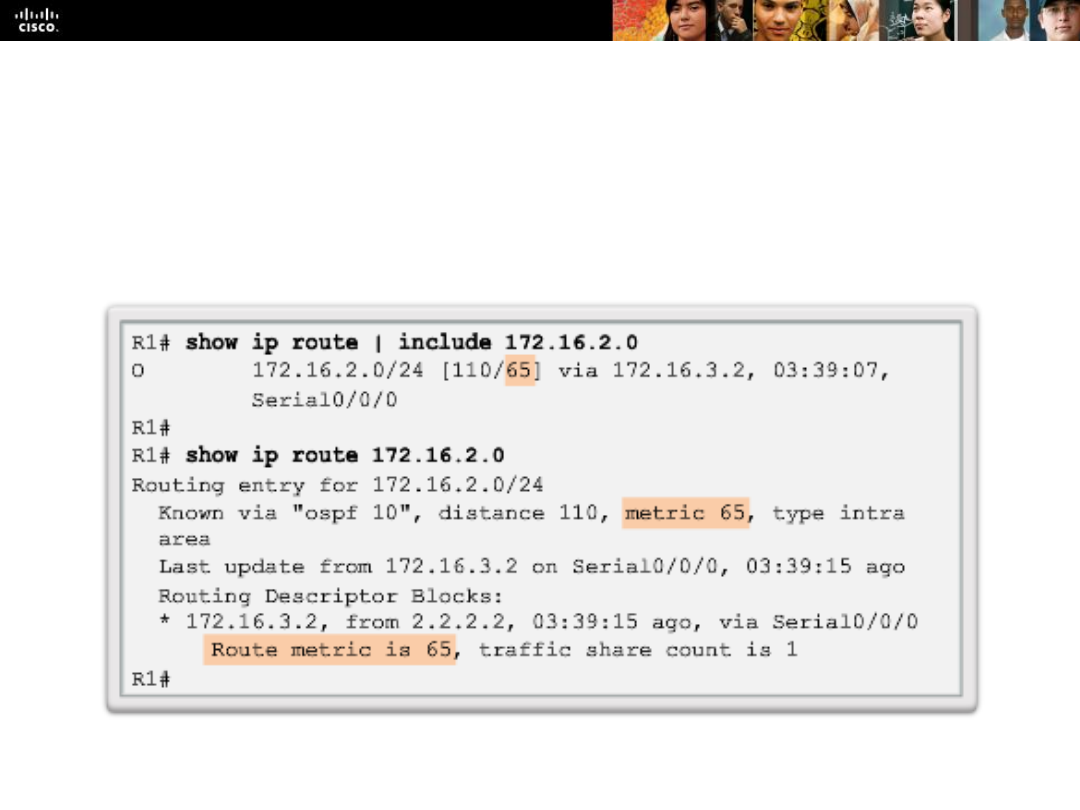 CISCO.
R1# show ip route | include 172.16.2.0
O 172.16.2.0/24 [110/65] via 172.16.3.2, 03:39:07,
Serial0/0/0
R1#
R1# show ip route 172.16.2.0
Routing entry for 172.16.2.0/24
Known via "ospf 10", distance 110, metric 65, type intra
area
Last update from 172.16.3.2 on Serial0/0/0, 03:39:15 ago
Routing Descriptor Blocks:
* 172.16.3.2, from 2.2.2.2, 03:39:15 ago, via Serial0/0/0
Route metric is 65, traffic share count is 1
R1#